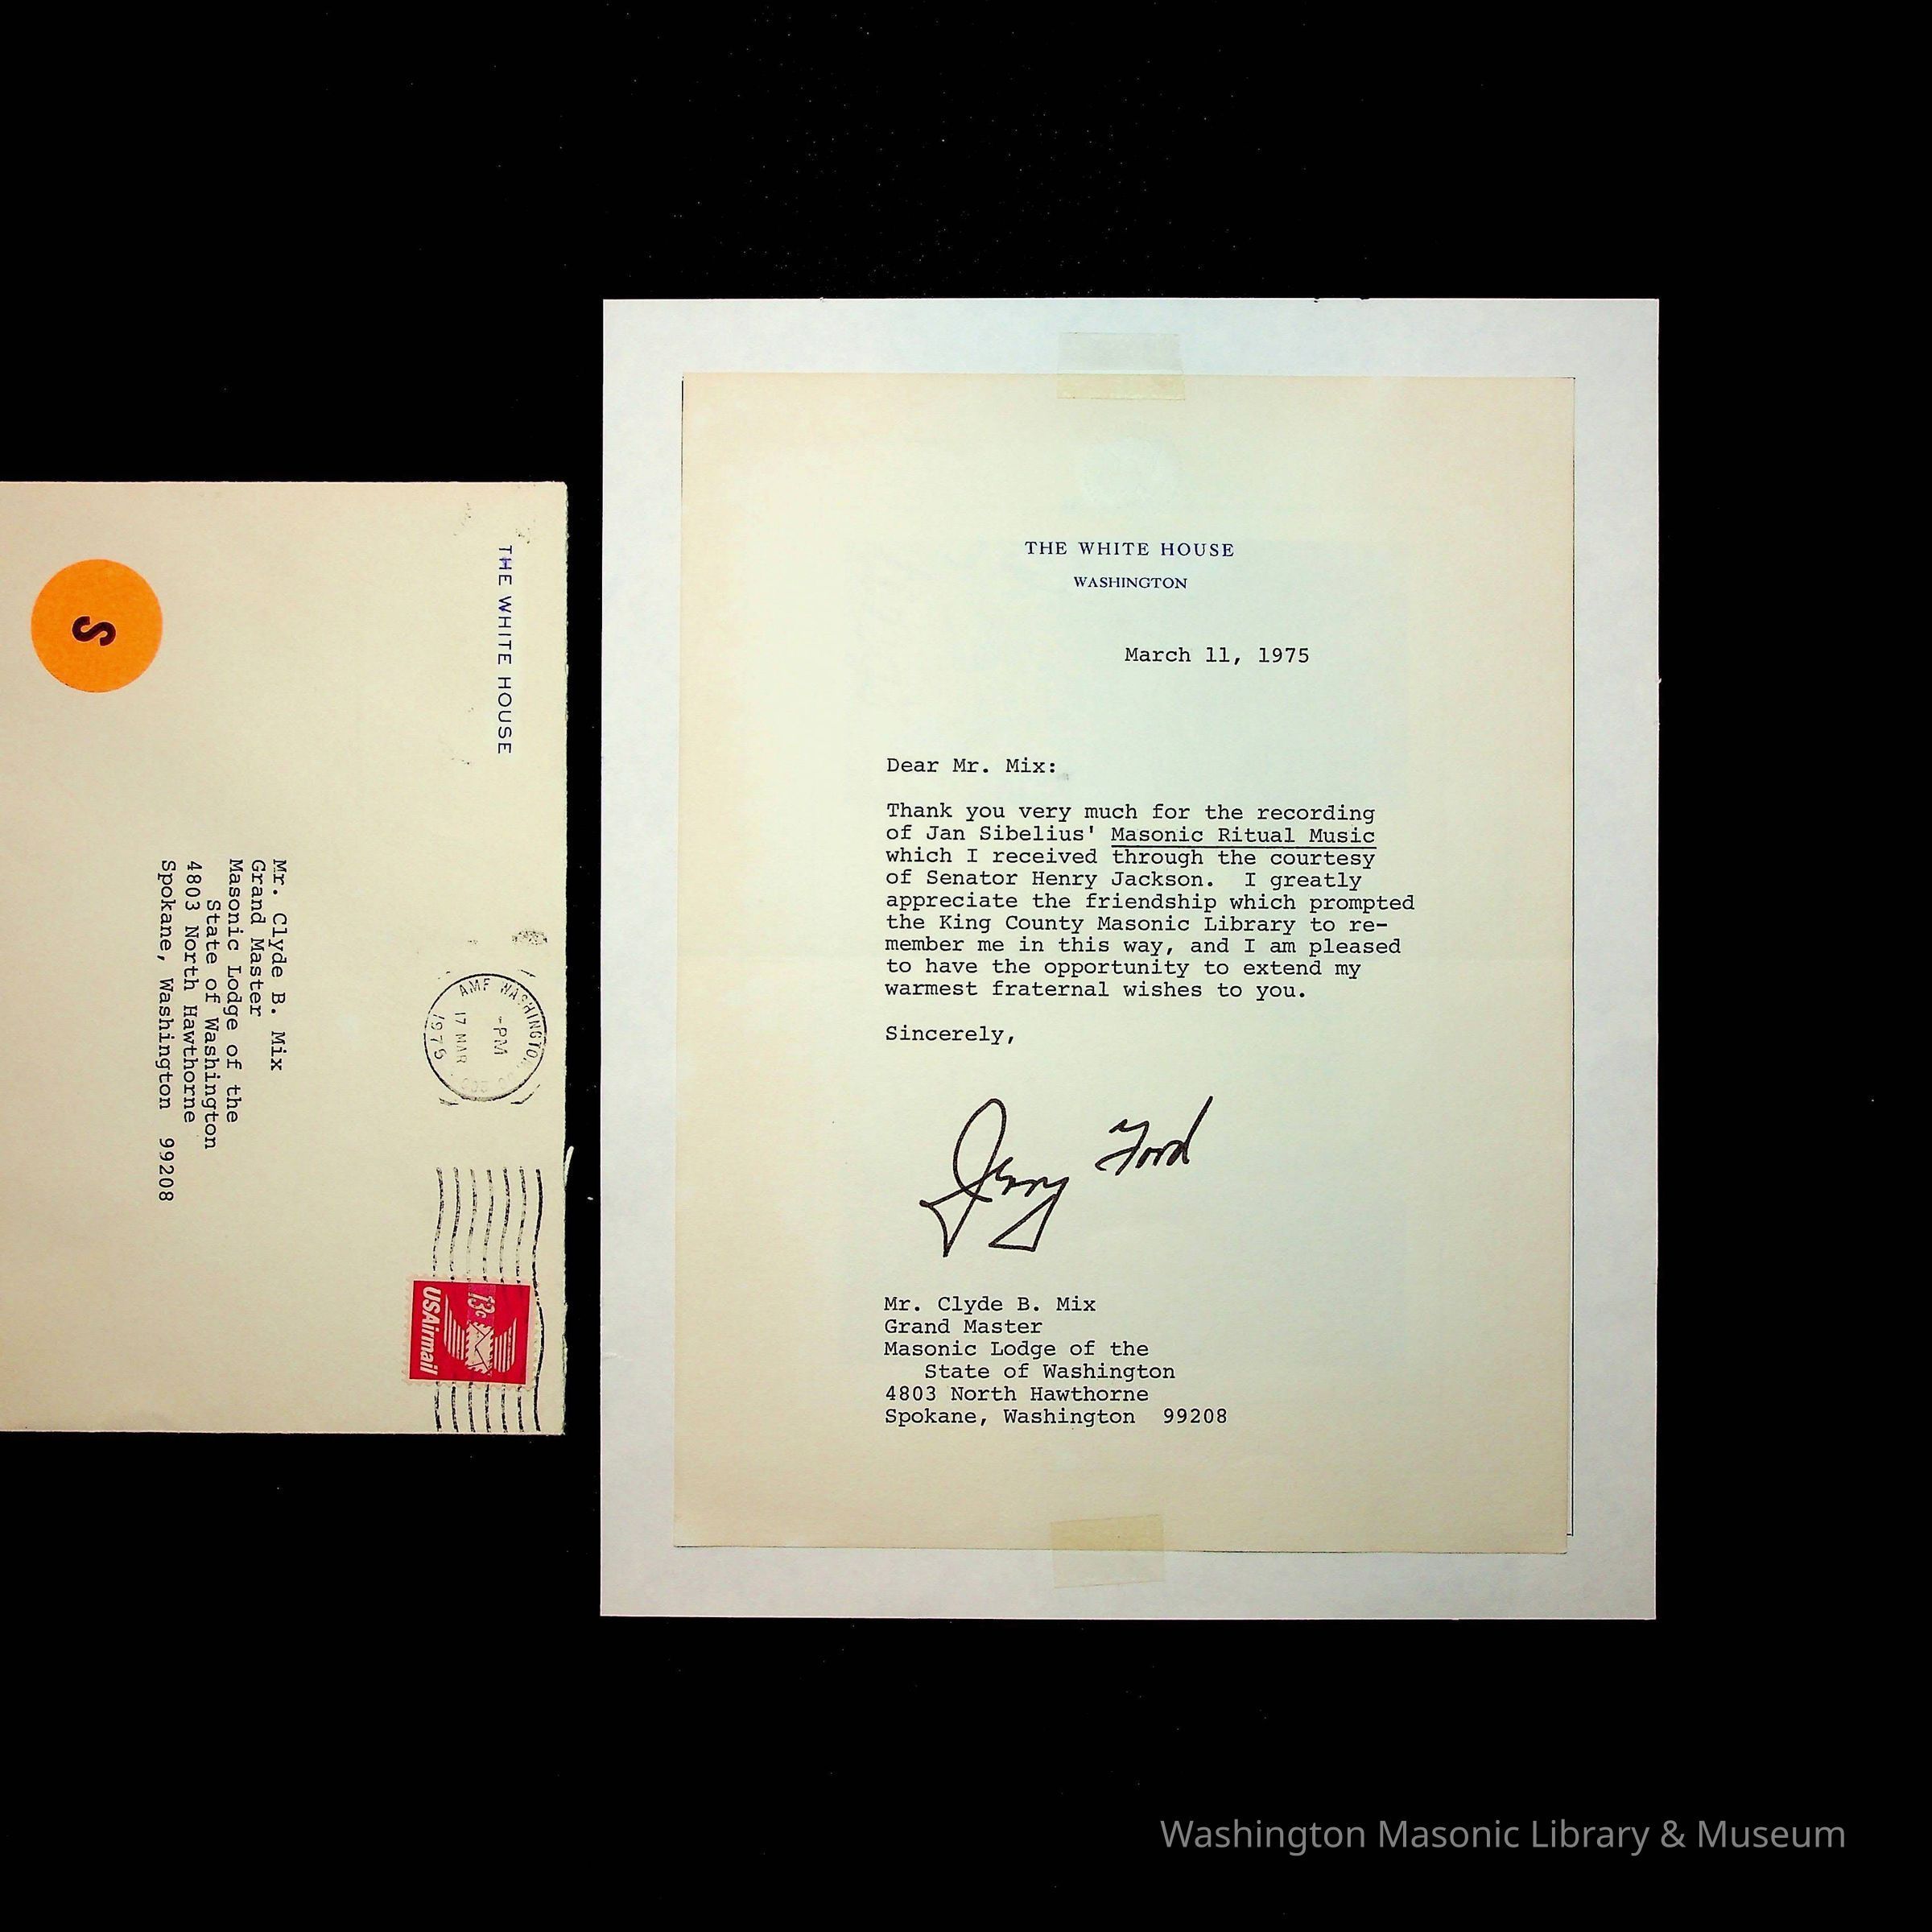 THE WHITE HOUSE
WASHINGTON
March 11, 1975
Dear Mr. Mix:
Thank you very much for the recording
of Jan Sibelius' Masonic Ritual Music
which I received through the courtesy
of Senator Henry Jackson.  I greatly
appreciate the friendship which prompted
the King County Masonic Library to re-
member me in this way, and I am pleased
to have the opportunity to extend my
warmest fraternal wishes to you.
Sincerely,
Jerry Ford
Mr. Clyde B. Mix
Grand Master
Masonic Lodge of the
State of Washington
4803 North Hawthorne
Spokane, Washington  99208
THE WHITE HOUSE
S
AMF WASHINGTO
PM
17 MAR
1975
13c
USAirmail
Mr. Clyde B. Mix
Grand Master
Masonic Lodge of the
State of Washington
4803 North Hawthorne
Spokane, Washington  99208
Washington Masonic Library & Museum